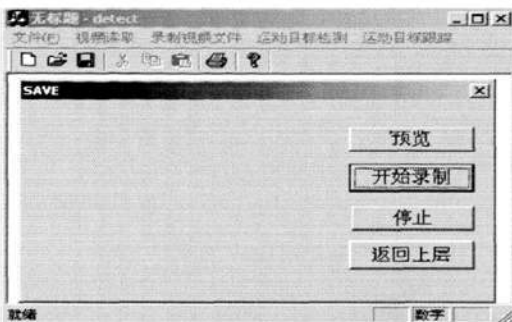 无标题 - detect
文件(F) 视频读取 录制视频文件 运动目标检测 运动目标跟踪
SAVE
预览
开始录制
停止
返回上层
就绪 数字